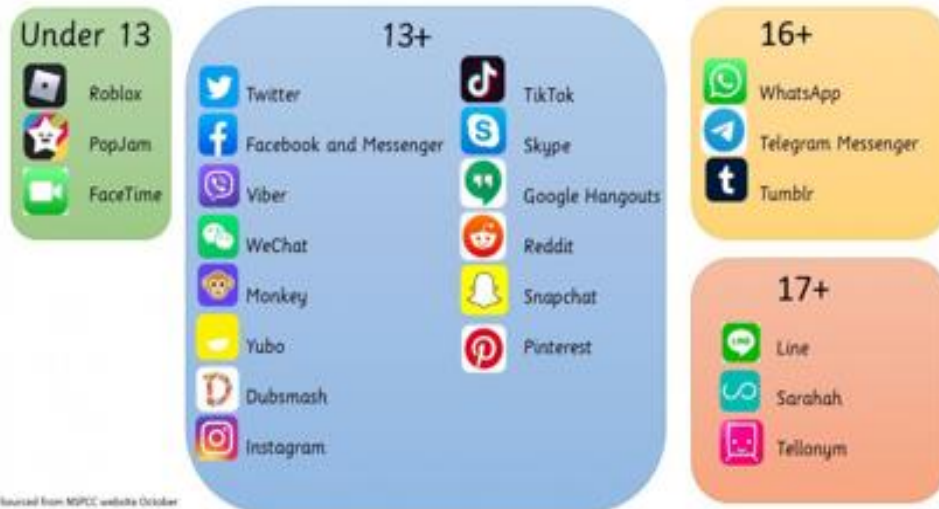 Under 13
Roblox
PopJam
FaceTime
13+
Twitter
Facebook and Messenger
Viber
WeChat
Monkey
Yubo
Dubsmash
Instagram
TikTok
Skype
Google Hangouts
Reddit
Snapchat
Pinterest
16+
WhatsApp
Telegram Messenger
t
Tumblr
17+
LINE
Line
Sarahah
Tellonym
Sourced from NSPCC website October